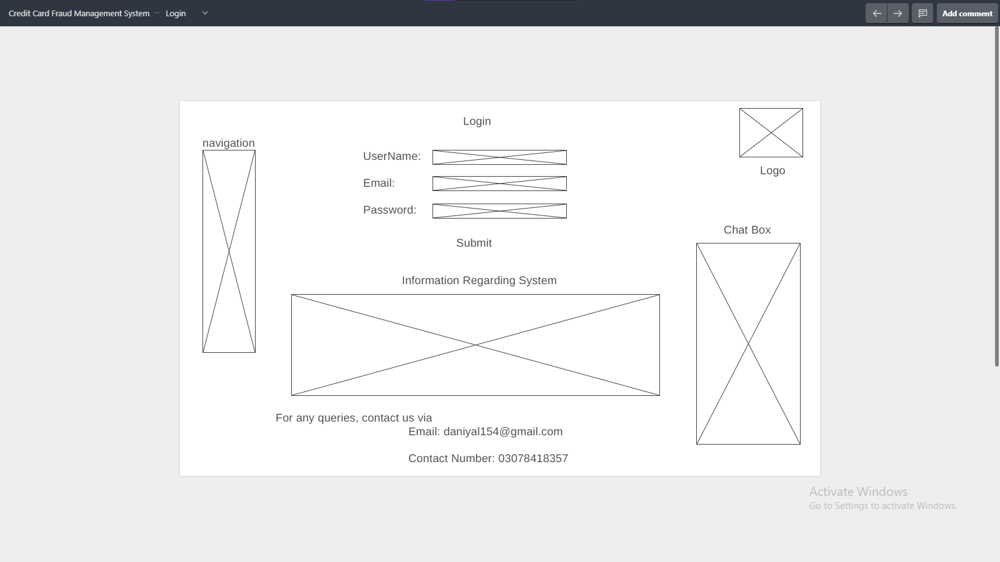 Credit Card Fraud Management System – Login
Add comment
Login
navigation
UserName:
Email:
Password:
Logo
Submit
Chat Box
Information Regarding System
For any queries, contact us via
Email: daniyal154@gmail.com
Contact Number: 03078418357
Activate Windows
Go to Settings to activate Windows.